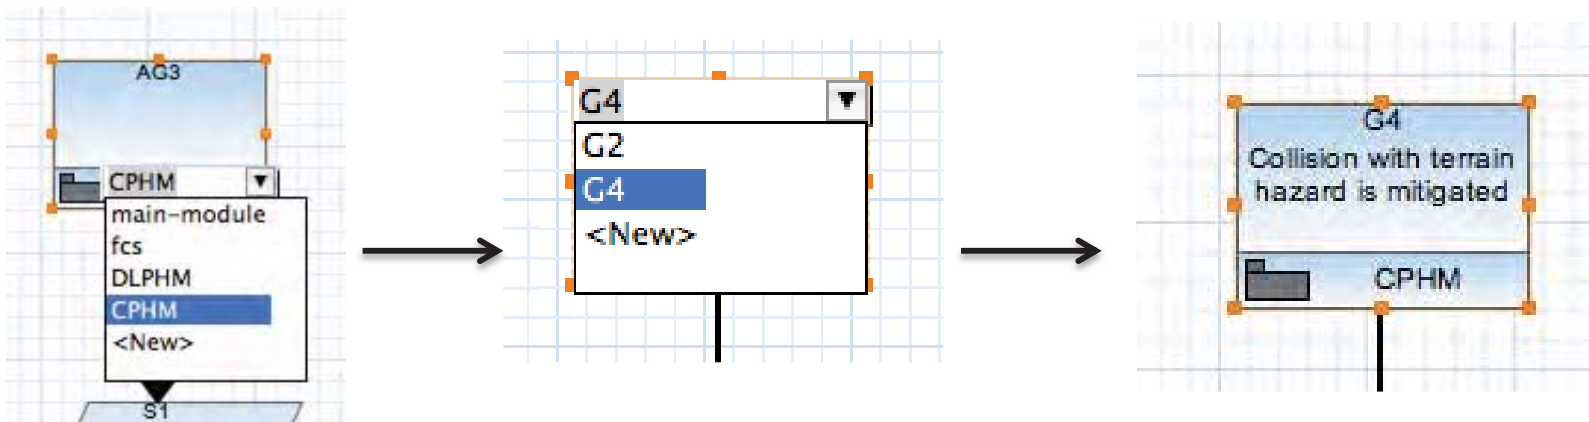 AG3
CPHM
main-module
fcs
DLPHM
CPHM
<New>
S1
G4
G2
G4
<New>
G4
Collision with terrain
hazard is mitigated
CPHM